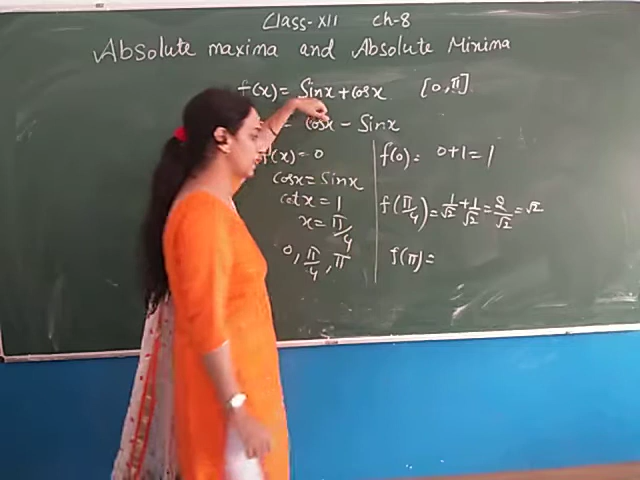 Class-XII Ch-8
Absolute maxima and Absolute Minima
f(x) = Sinx + Cosx [0, π]
= Cosx - Sinx
(x) = 0
Cosx = Sinx
Cotx = 1
x = π/4
0, π/4, π
f(0) = 0+1 = 1
f(π/4) = 1/√2 + 1/√2 = 2/√2 = √2
f(π) =